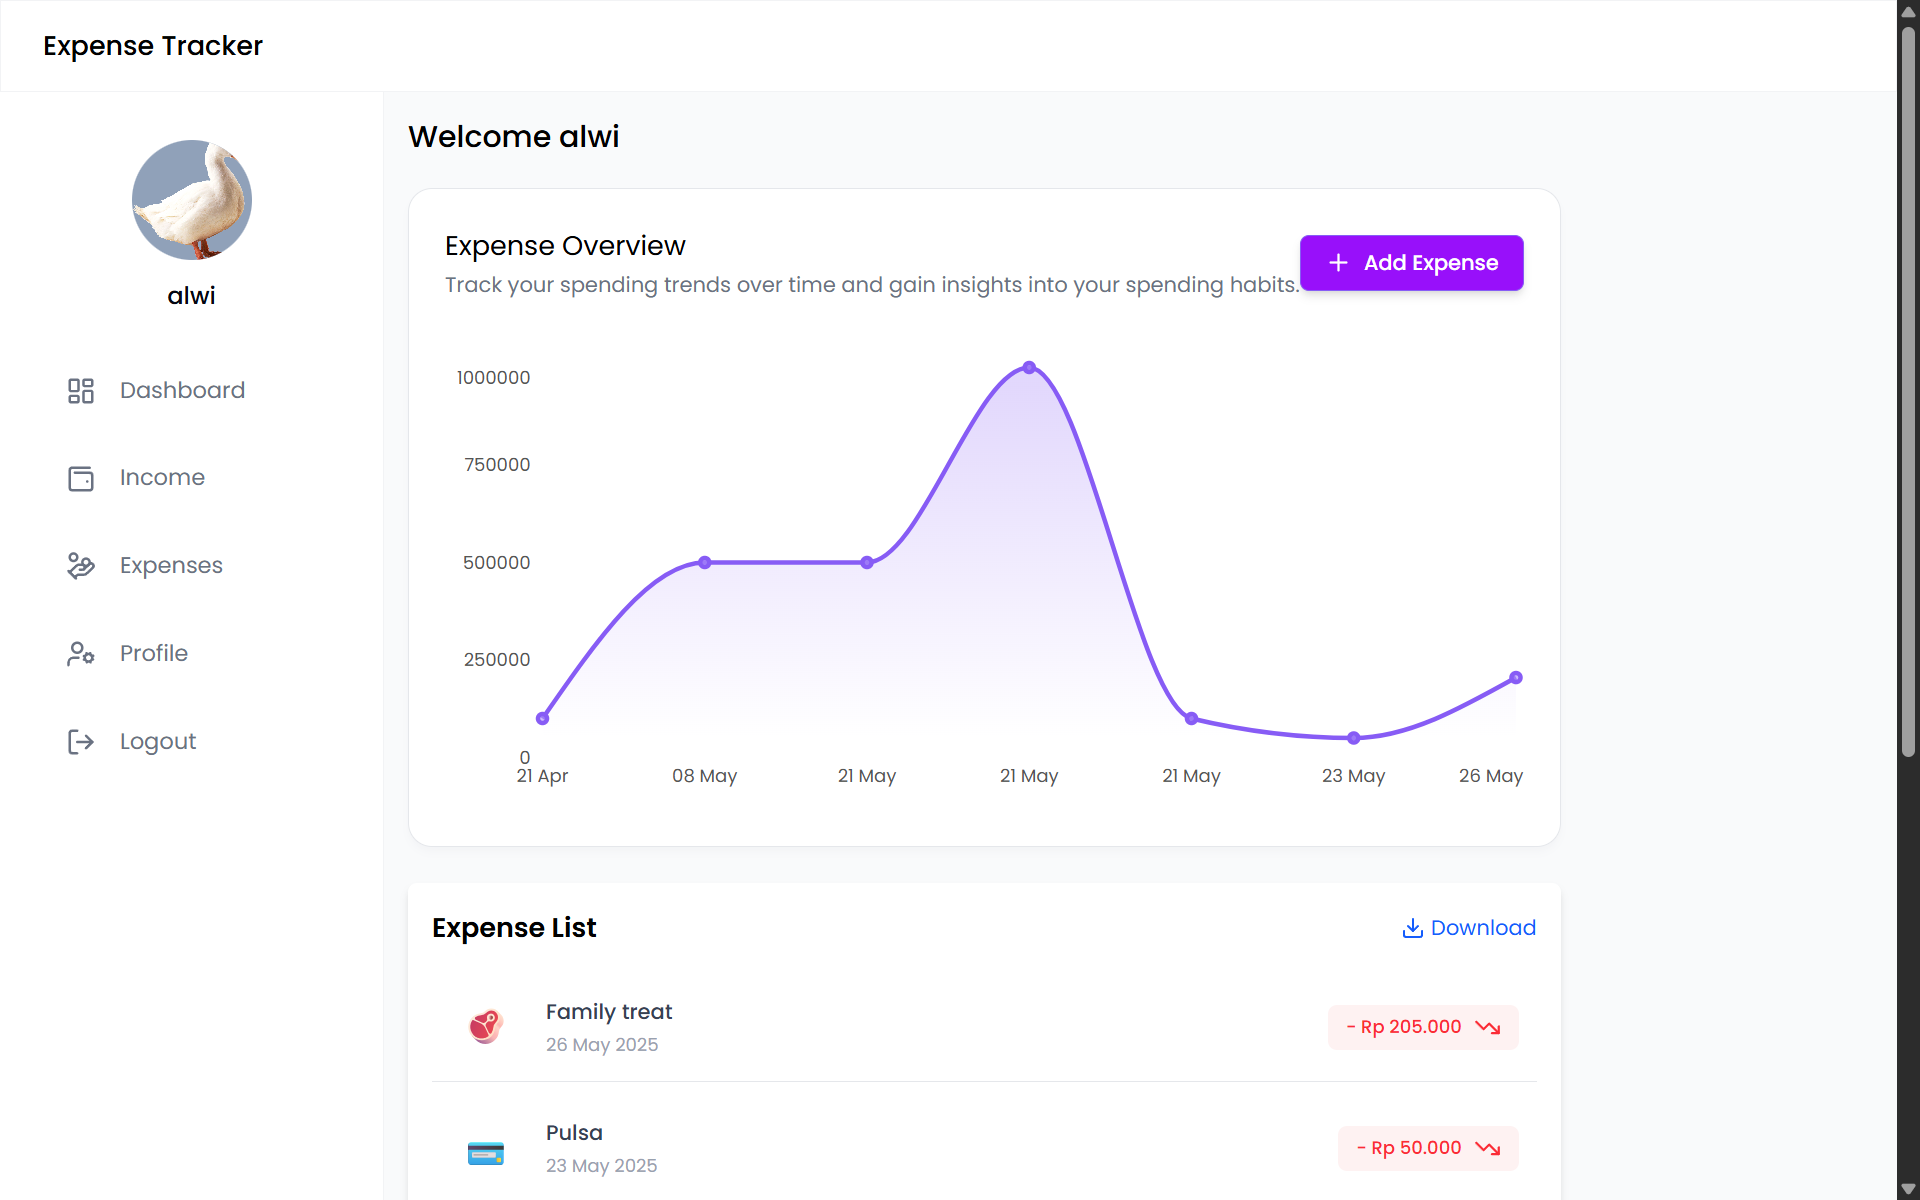 Expense Tracker
alwi
Dashboard
Income
Expenses
Profile
Logout
Welcome alwi
Expense Overview
Track your spending trends over time and gain insights into your spending habits.
Add Expense
1000000
750000
500000
250000
0
21 Apr 08 May 21 May 21 May 21 May 23 May 26 May
Expense List
Download
Family treat
26 May 2025
- Rp 205.000
Pulsa
23 May 2025
- Rp 50.000